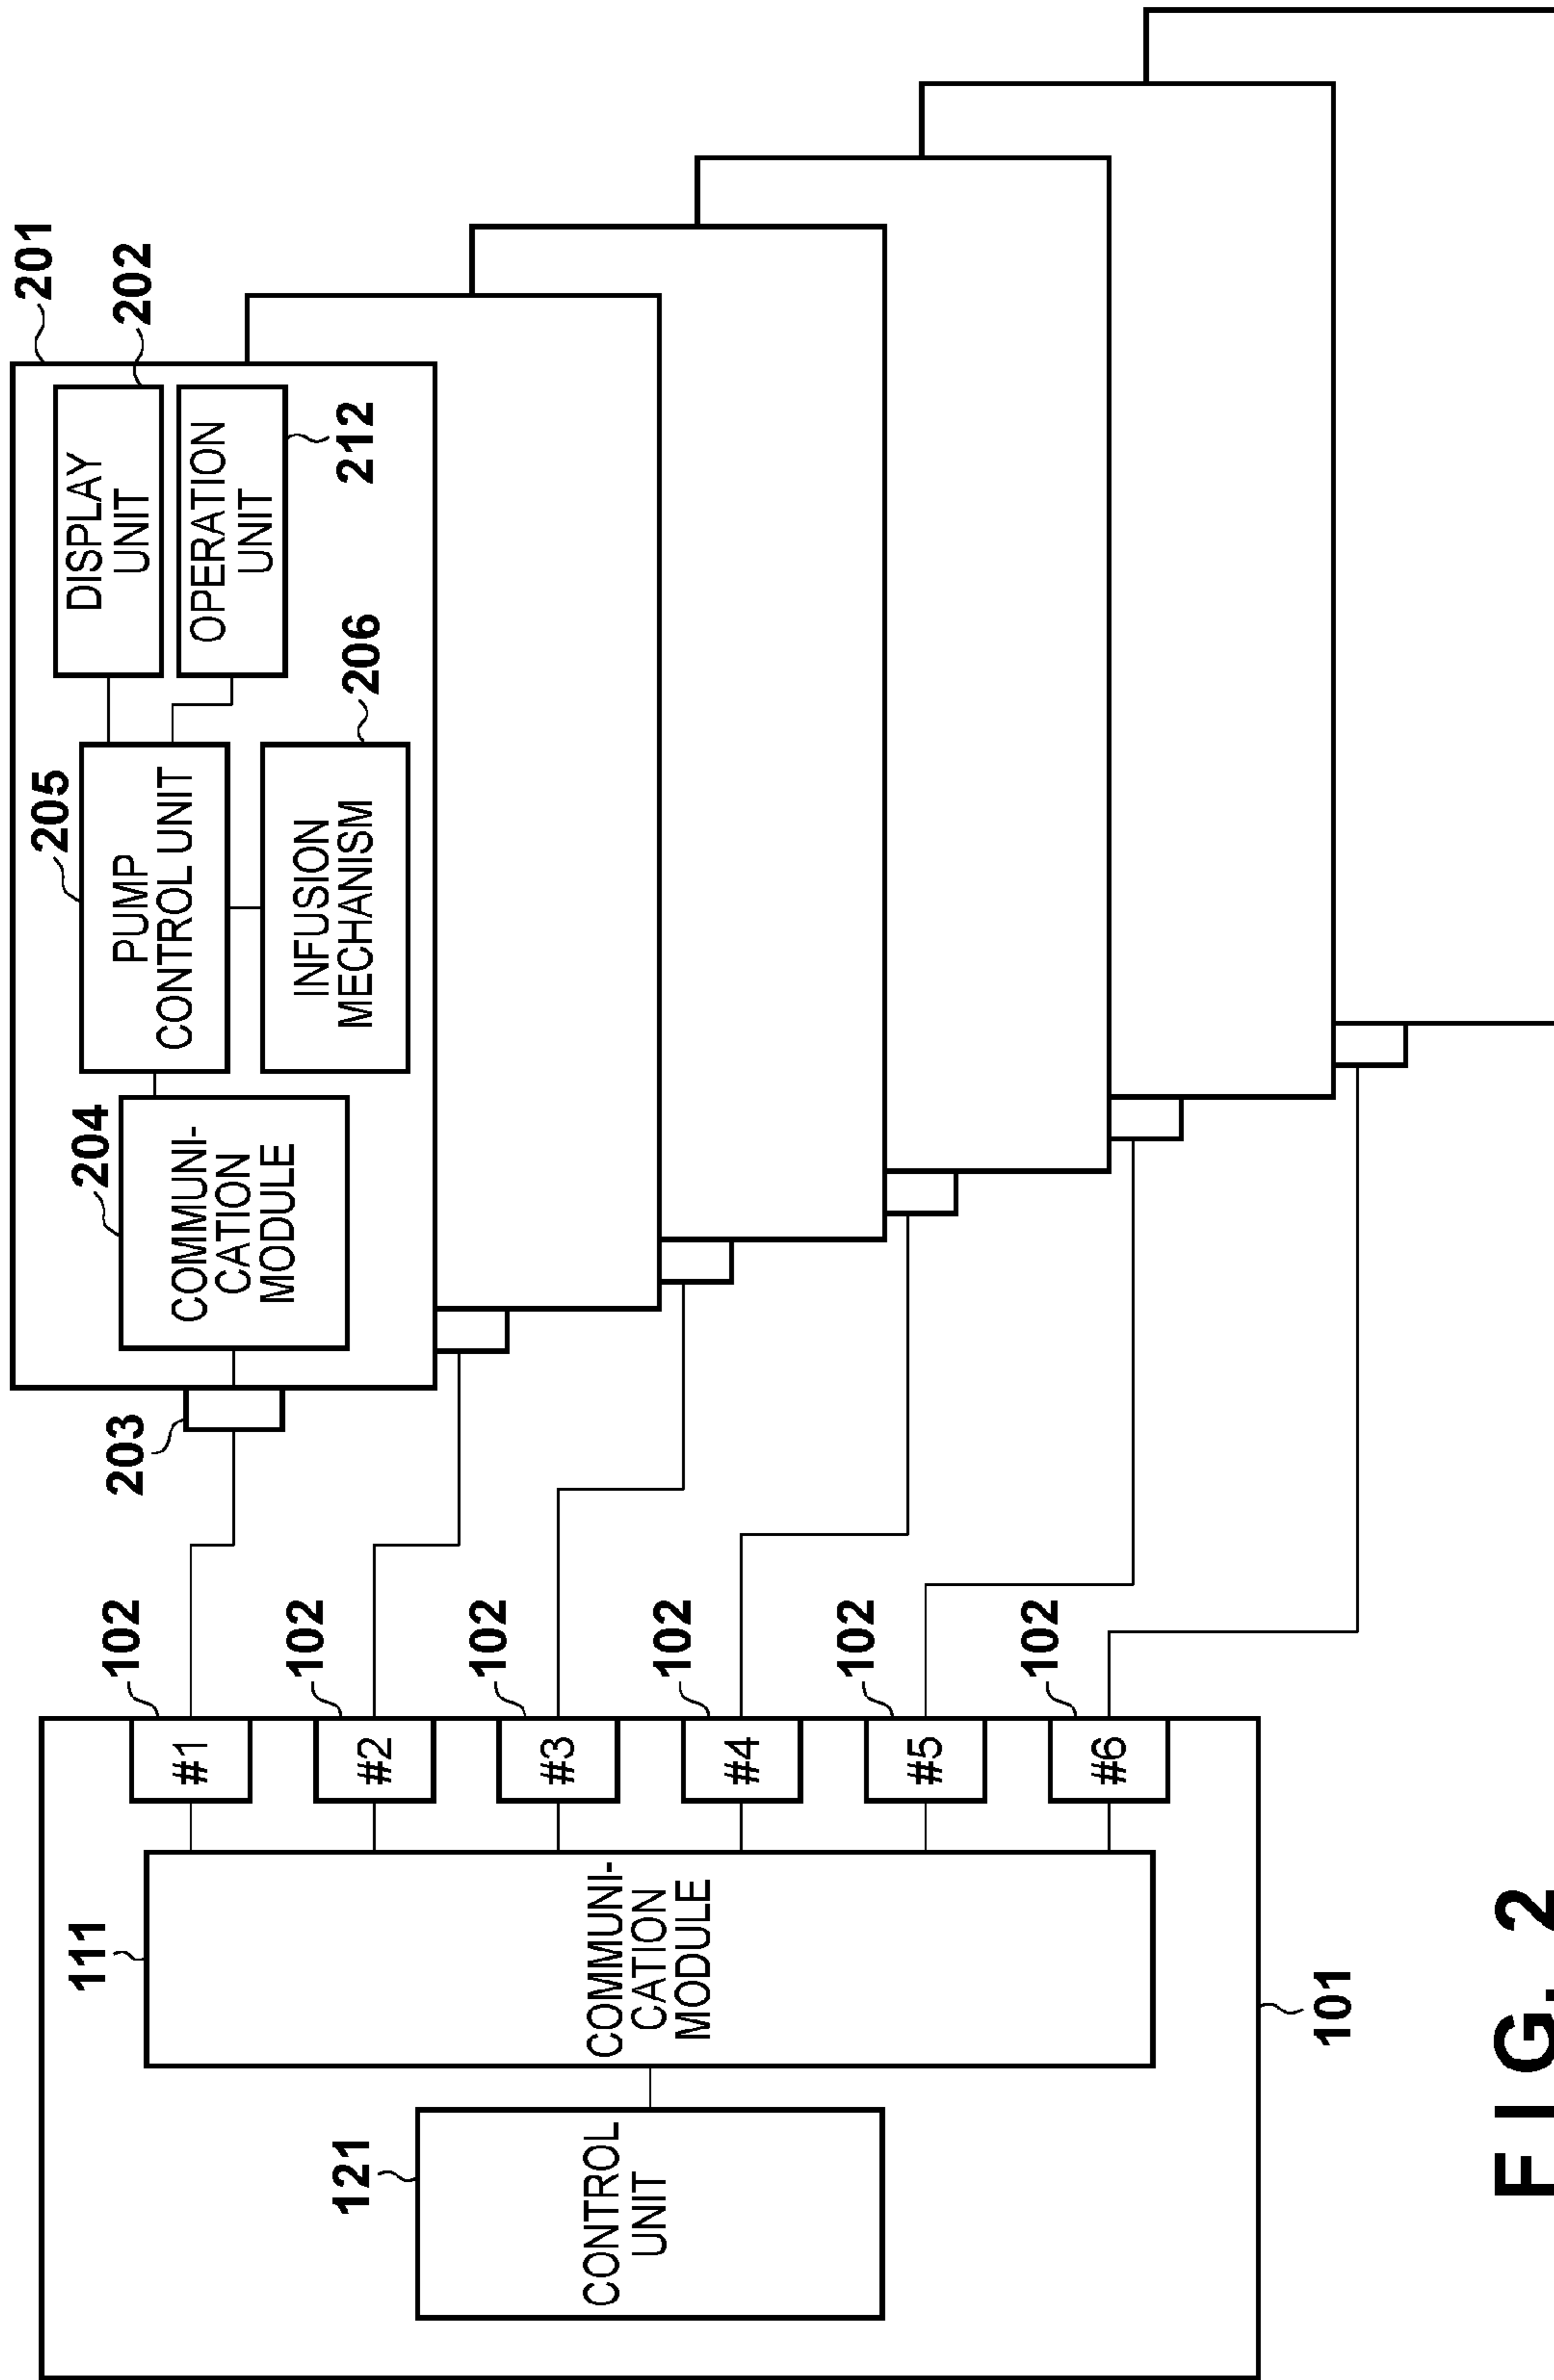 201
202
DISPLAY
UNIT
OPERATION
UNIT
212
205
PUMP
CONTROL UNIT
206
INFUSION
MECHANISM
204
COMMUNI-
CATION
MODULE
203
102
#1
102
#2
102
#3
102
#4
102
#5
102
#6
111
COMMUNI-
CATION
MODULE
121
CONTROL
UNIT
101
FIG. 2